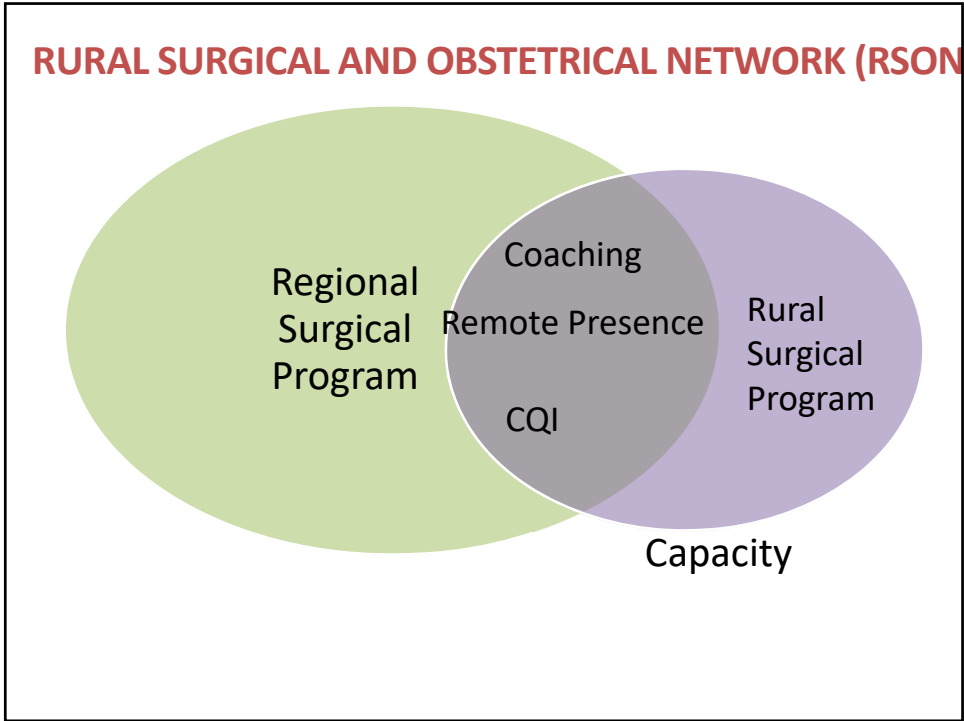 RURAL SURGICAL AND OBSTETRICAL NETWORK (RSON
Regional
Surgical
Program
Coaching
Remote Presence
CQI
Rural
Surgical
Program
Capacity